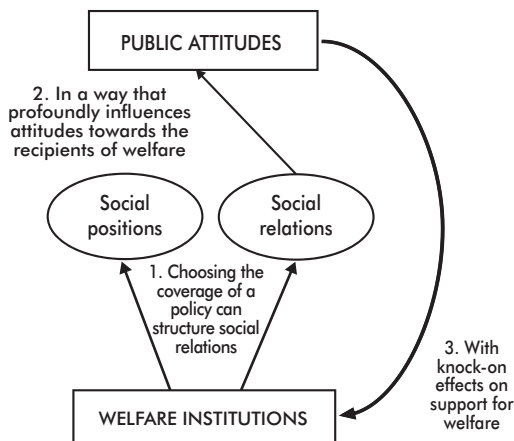 PUBLIC ATTITUDES
2. In a way that
profoundly influences
attitudes towards the
recipients of welfare
Social
positions
Social
relations
1. Choosing the
coverage of a
policy can
structure social
relations
3. With
knock-on
effects on
support for
welfare
WELFARE INSTITUTIONS